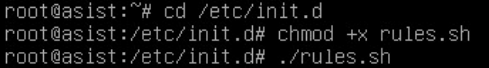 root@asist:~# cd /etc/init.d
root@asist:/etc/init.d# chmod +x rules.sh
root@asist:/etc/init.d# ./rules.sh